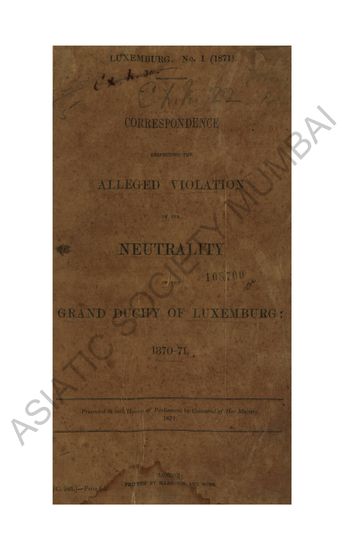 LUXEMBURG. No. 1 (1871).
CORRESPONDENCE
RESPECTING THE
ALLEGED VIOLATION
OF THE
NEUTRALITY
OF THE
108700
GRAND DUCHY OF LUXEMBURG:
1870-71.
Presented to both Houses of Parliament by Command of Her Majesty.
1871.
LONDON:
PRINTED BY HARRISON AND SONS.
ASIATIC SOCIETY MUMBAI